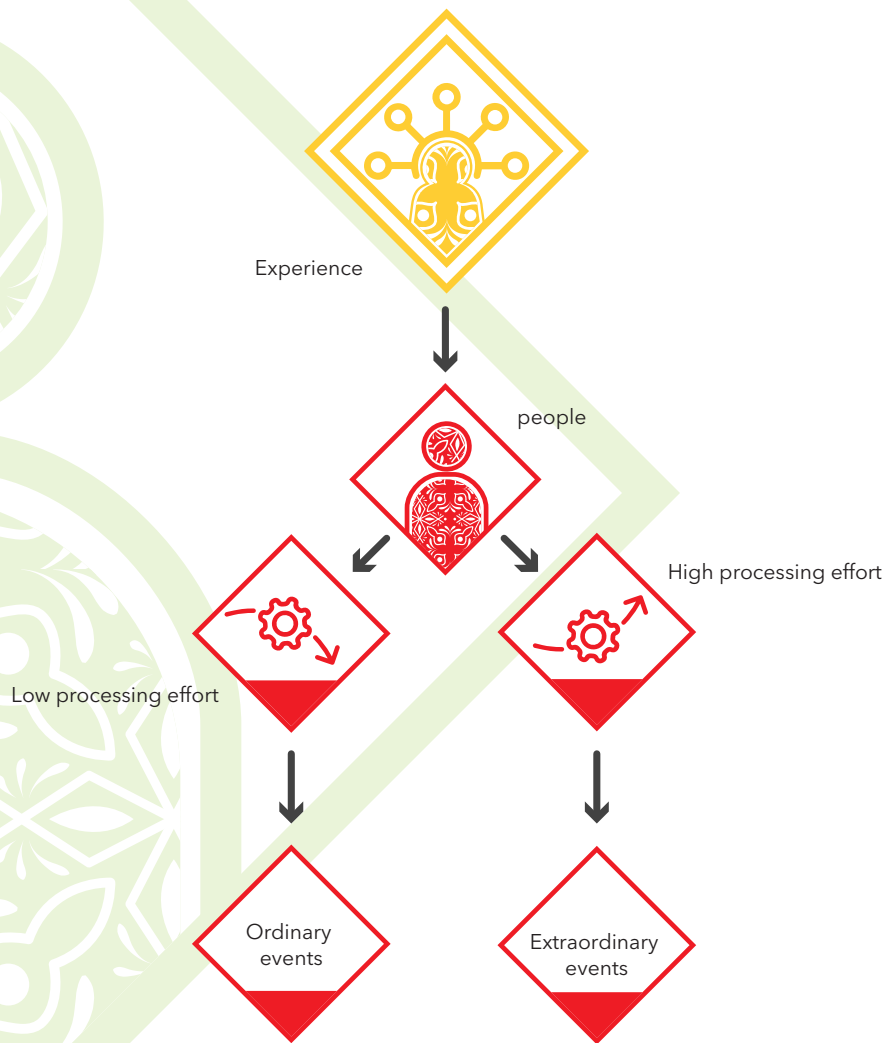 Experience
people
High processing effort
Low processing effort
Ordinary
events
Extraordinary
events